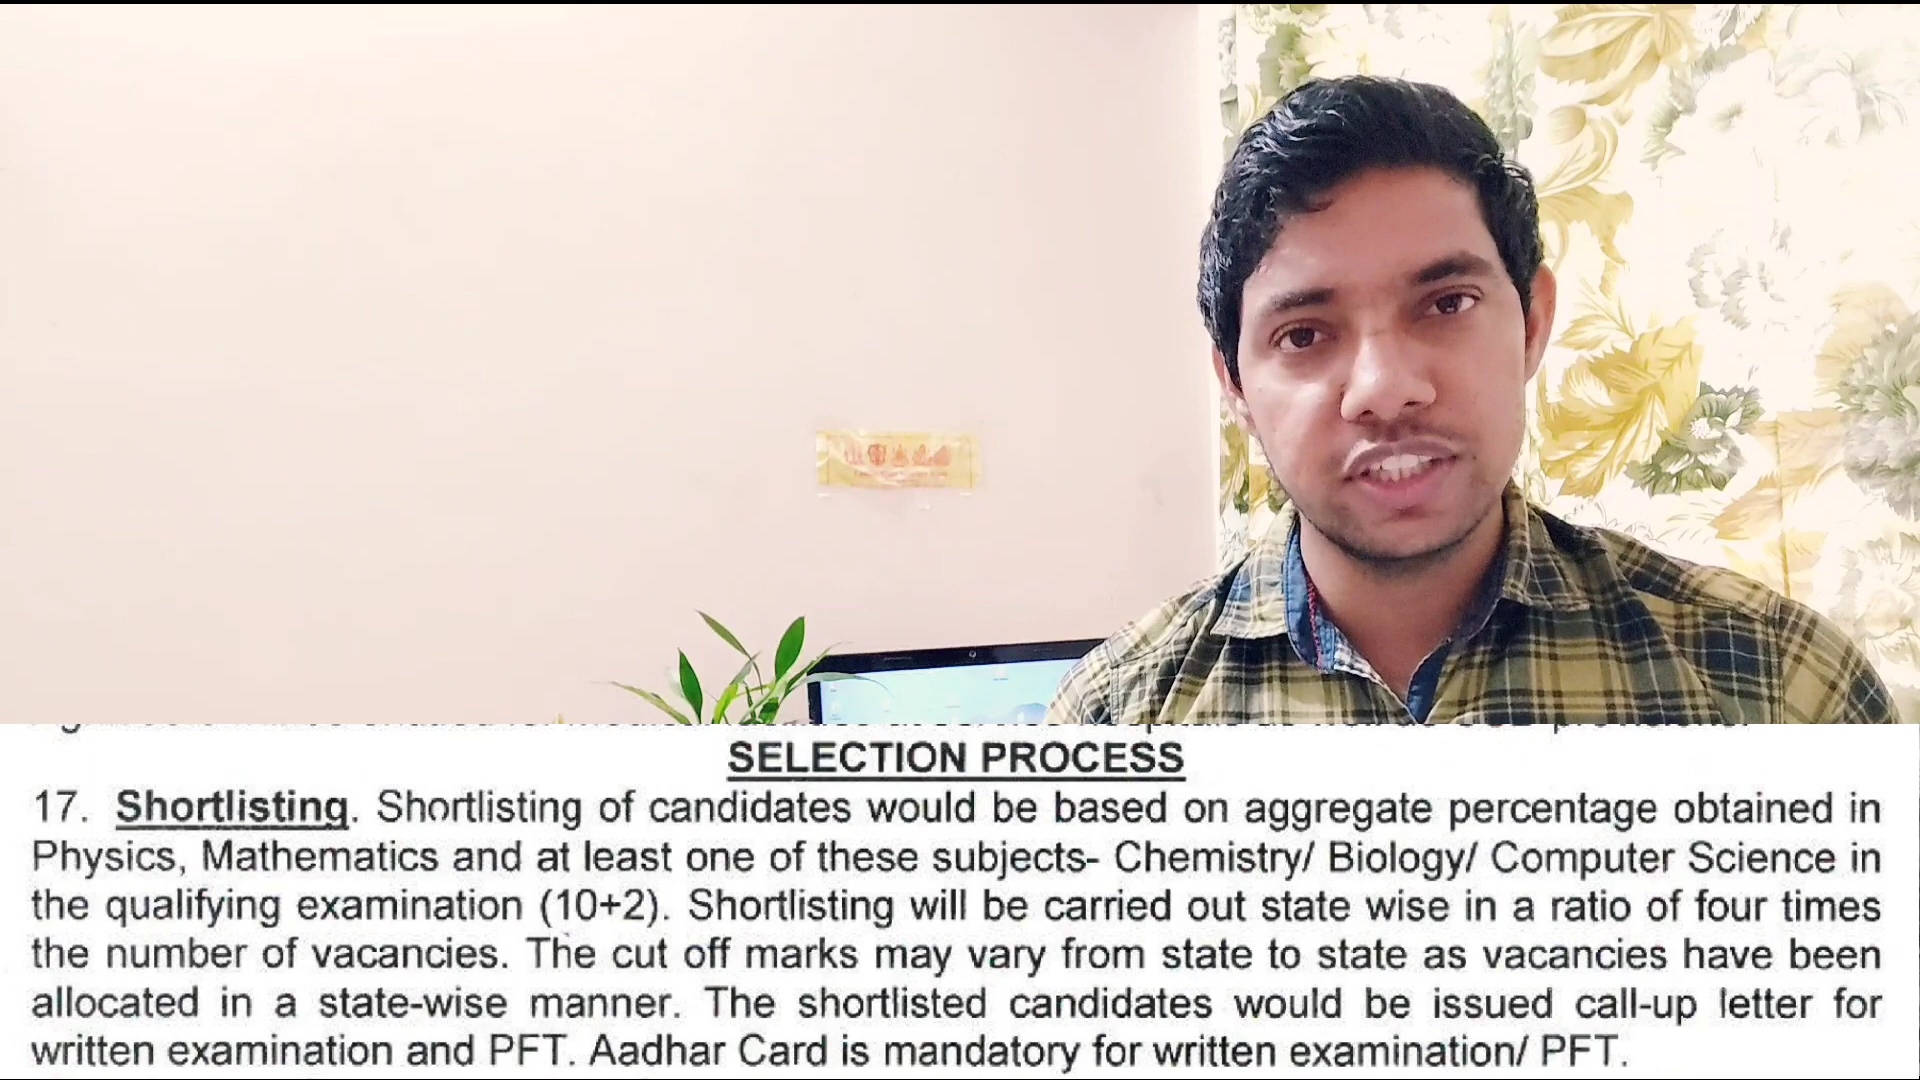 SELECTION PROCESS
17. Shortlisting. Shortlisting of candidates would be based on aggregate percentage obtained in
Physics, Mathematics and at least one of these subjects- Chemistry/ Biology/ Computer Science in
the qualifying examination (10+2). Shortlisting will be carried out state wise in a ratio of four times
the number of vacancies. The cut off marks may vary from state to state as vacancies have been
allocated in a state-wise manner. The shortlisted candidates would be issued call-up letter for
written examination and PFT. Aadhar Card is mandatory for written examination/ PFT.